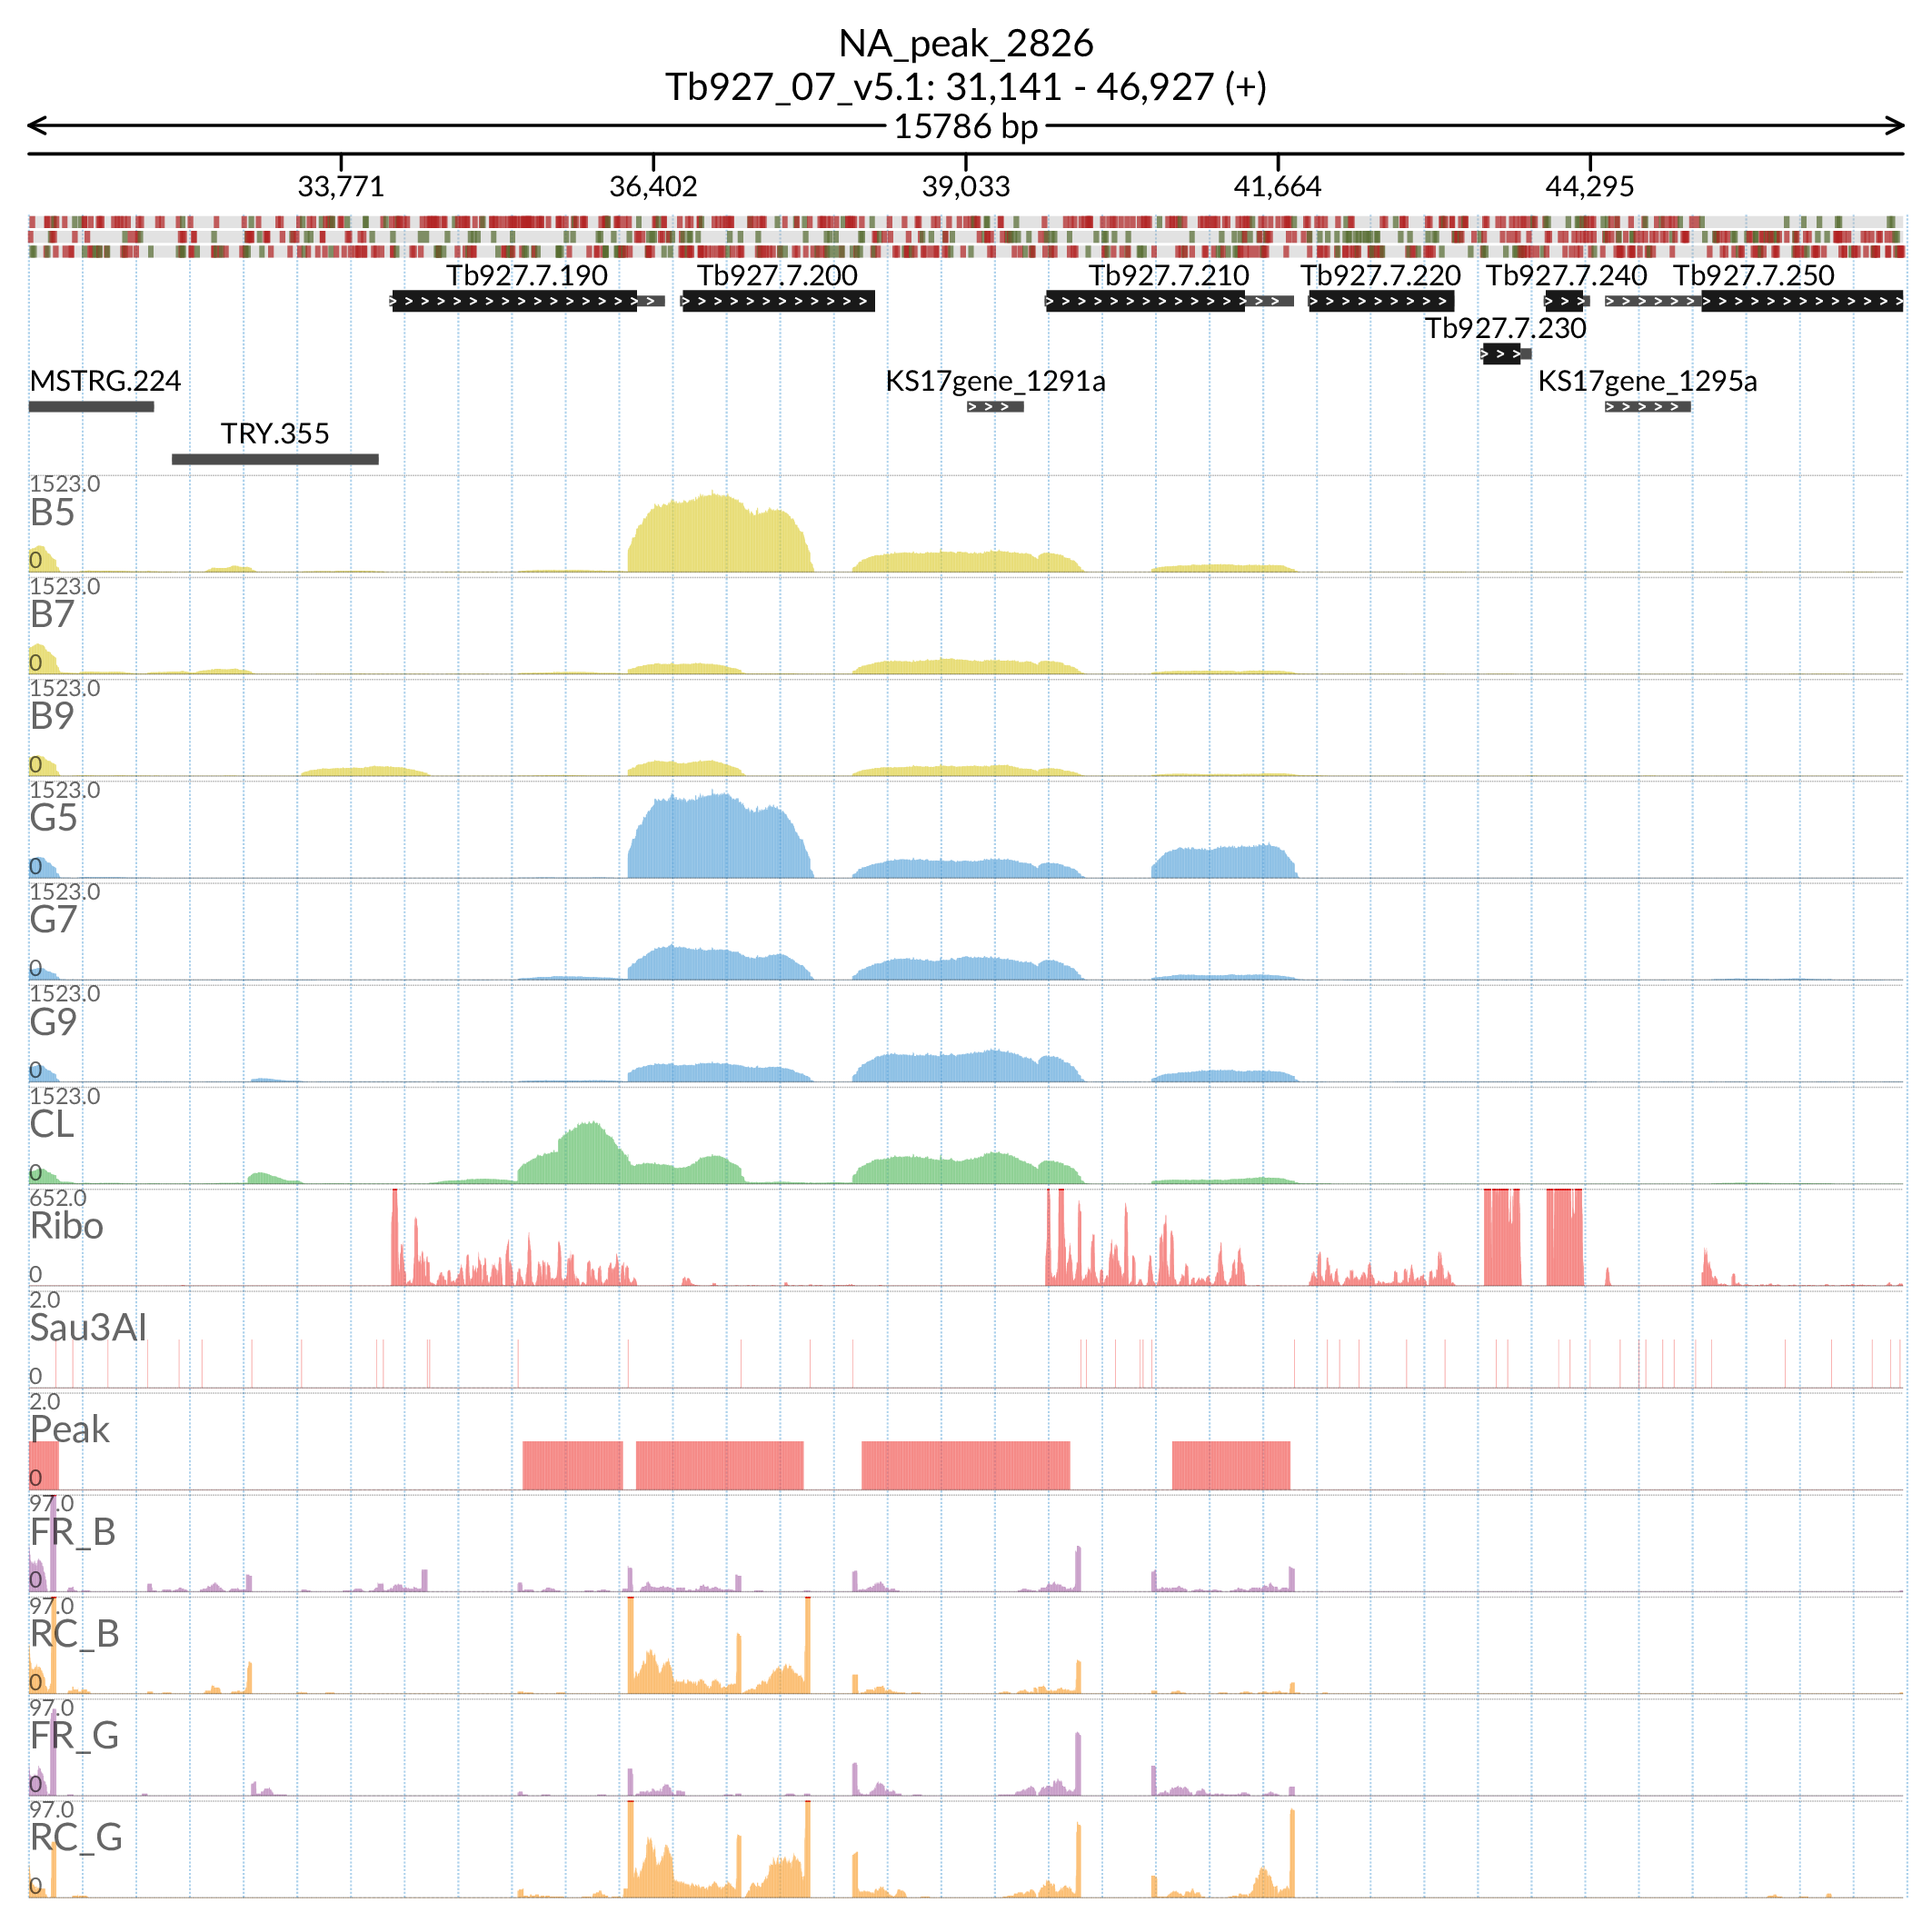 NA_peak_2826
Tb927_07_v5.1: 31,141 - 46,927 (+)
15786 bp
33,771 36,402 39,033 41,664 44,295
Tb927.7.190 Tb927.7.200 Tb927.7.210 Tb927.7.220 Tb927.7.240 Tb927.7.250
Tb927.7.230
MSTRG.224 KS17gene_1291a KS17gene_1295a
TRY.355
1523.0
B5
0
1523.0
B7
0
1523.0
B9
0
1523.0
G5
0
1523.0
G7
0
1523.0
G9
0
1523.0
CL
0
652.0
Ribo
0
2.0
Sau3AI
0
2.0
Peak
0
97.0
FR_B
0
97.0
RC_B
0
97.0
FR_G
0
97.0
RC_G
0